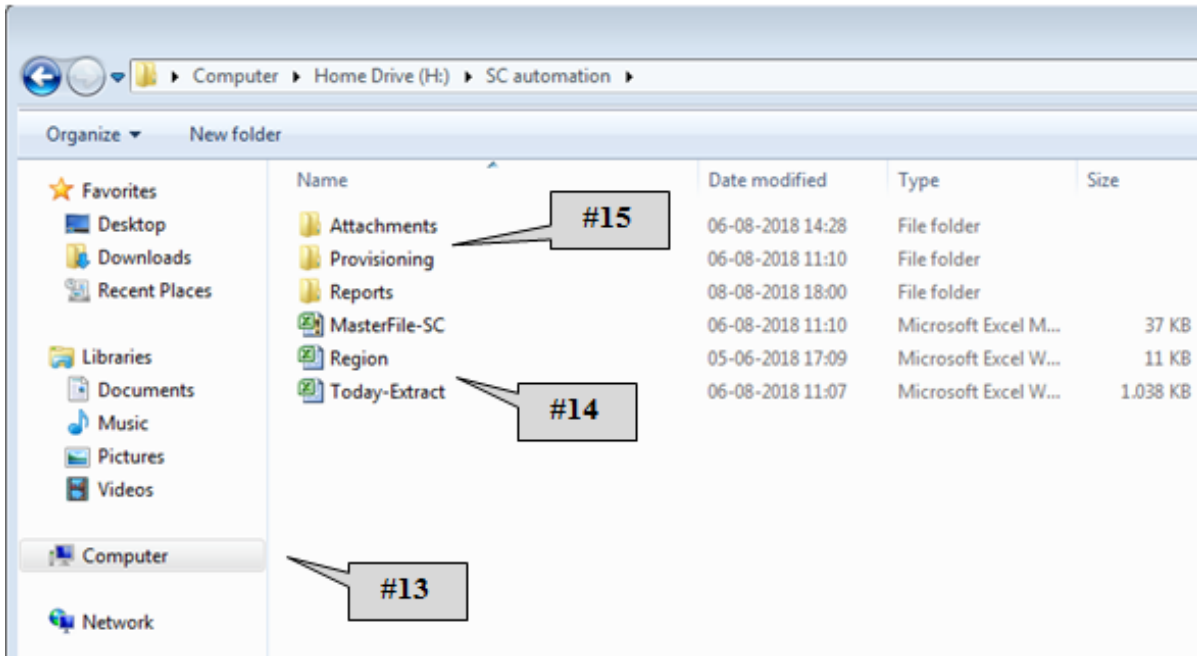 Computer ▸ Home Drive (H:) ▸ SC automation ▸
Organize ▾ New folder
Name Date modified Type Size
Favorites
Desktop
Downloads
Recent Places
Libraries
Documents
Music
Pictures
Videos
Computer
Network
Attachments 06-08-2018 14:28 File folder
Provisioning 06-08-2018 11:10 File folder
Reports 08-08-2018 18:00 File folder
MasterFile-SC 06-08-2018 11:10 Microsoft Excel M... 37 KB
Region 05-06-2018 17:09 Microsoft Excel W... 11 KB
Today-Extract 06-08-2018 11:07 Microsoft Excel W... 1.038 KB
#15
#14
#13